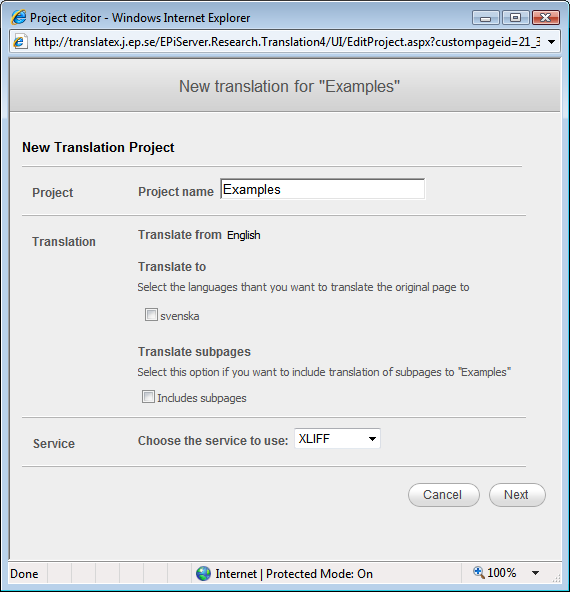 Project editor - Windows Internet Explorer
http://translatex.j.ep.se/EPiServer.Research.Translation4/UI/EditProject.aspx?custompageid=21_3
New translation for "Examples"
New Translation Project
Project
Project name Examples
Translation
Translate from English
Translate to
Select the languages thant you want to translate the original page to
svenska
Translate subpages
Select this option if you want to include translation of subpages to "Examples"
Includes subpages
Service
Choose the service to use: XLIFF
Cancel Next
Done Internet | Protected Mode: On 100%